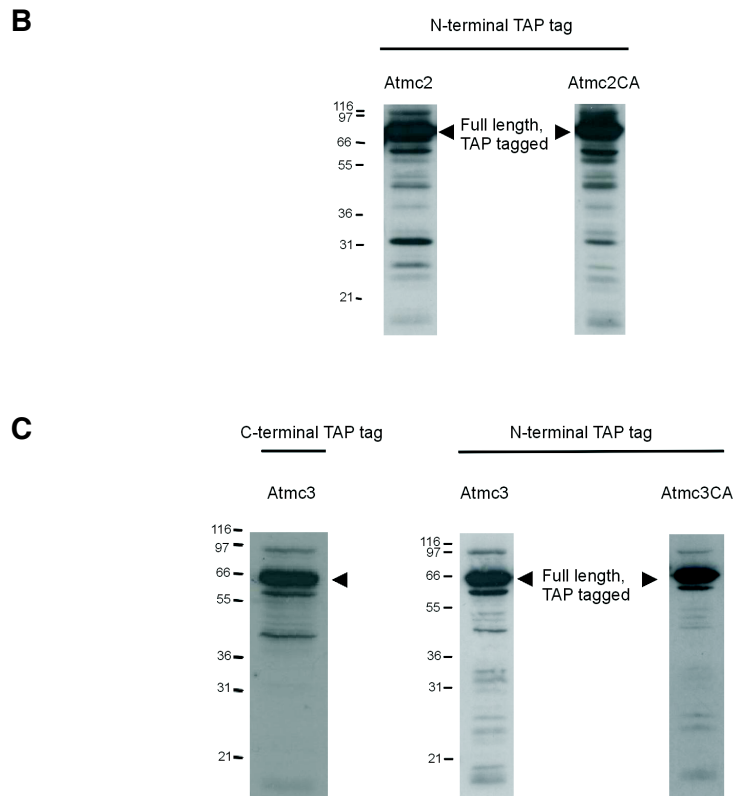 B
N-terminal TAP tag
Atmc2
Atmc2CA
116
97
66
55
36
31
21
Full length,
TAP tagged
C
C-terminal TAP tag
N-terminal TAP tag
Atmc3
Atmc3
Atmc3CA
116
97
66
55
36
31
21
116
97
66
55
36
31
21
Full length,
TAP tagged